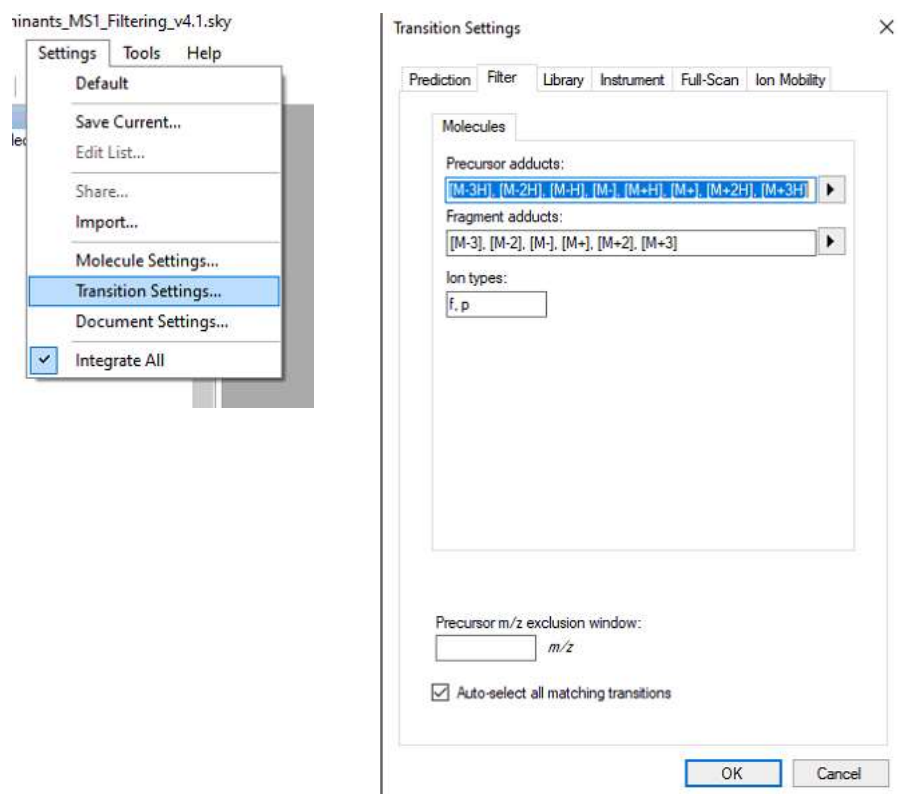 ninants_MS1_Filtering_v4.1.sky
Settings Tools Help
Default
Save Current...
Edit List...
Share...
Import...
Molecule Settings...
Transition Settings...
Document Settings...
Integrate All
Transition Settings
Prediction Filter Library Instrument Full-Scan Ion Mobility
Molecules
Precursor adducts:
[M-3H], [M-2H], [M-H], [M-], [M+H], [M+], [M+2H], [M+3H]
Fragment adducts:
[M-3], [M-2], [M-], [M+], [M+2], [M+3]
Ion types:
f, p
Precursor m/z exclusion window:
m/z
Auto-select all matching transitions
OK Cancel